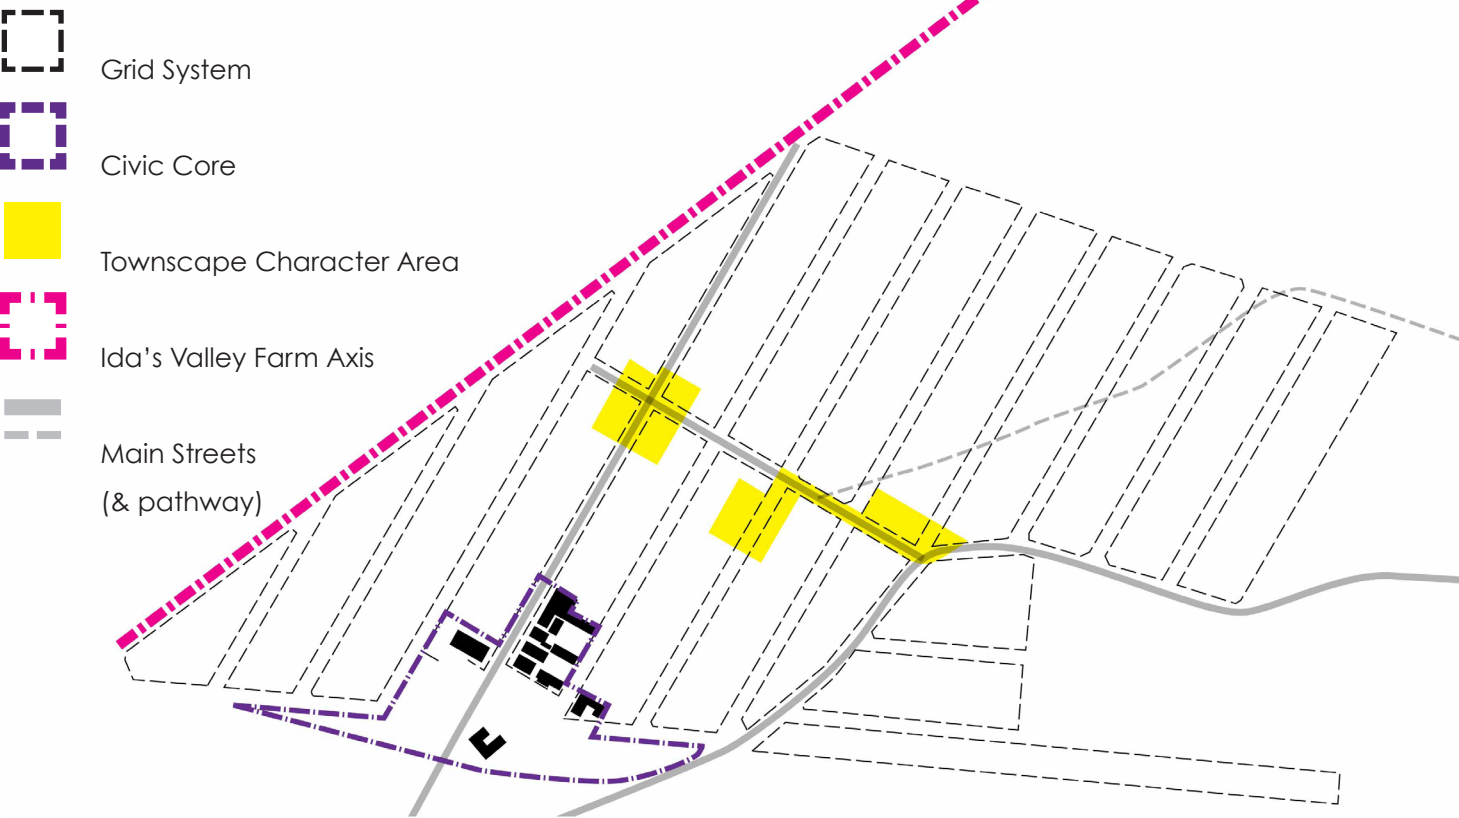 Grid System
Civic Core
Townscape Character Area
Ida's Valley Farm Axis
Main Streets
(& pathway)